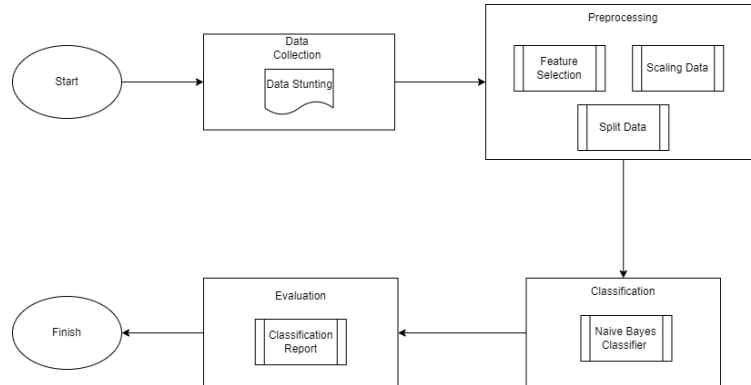 Start
Data
Collection
Data Stunting
Preprocessing
Feature
Selection
Scaling Data
Split Data
Classification
Naive Bayes
Classifier
Evaluation
Classification
Report
Finish